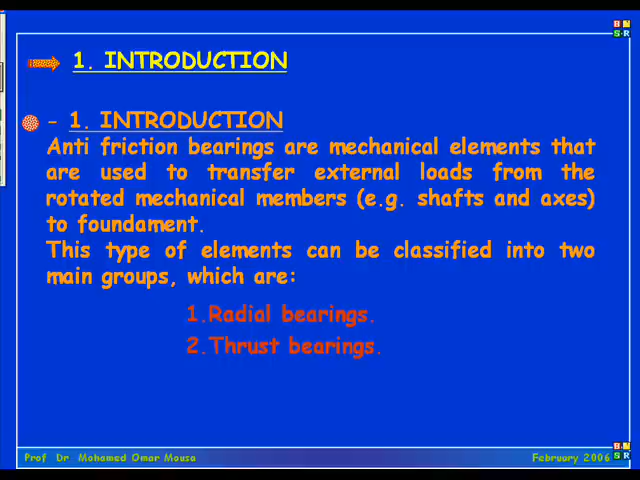 1. INTRODUCTION
- 1. INTRODUCTION
Anti friction bearings are mechanical elements that
are used to transfer external loads from the
rotated mechanical members (e.g. shafts and axes)
to foundament.
This type of elements can be classified into two
main groups, which are:
1.Radial bearings.
2.Thrust bearings.
Prof Dr Mohamed Omar Mousa
February 2006